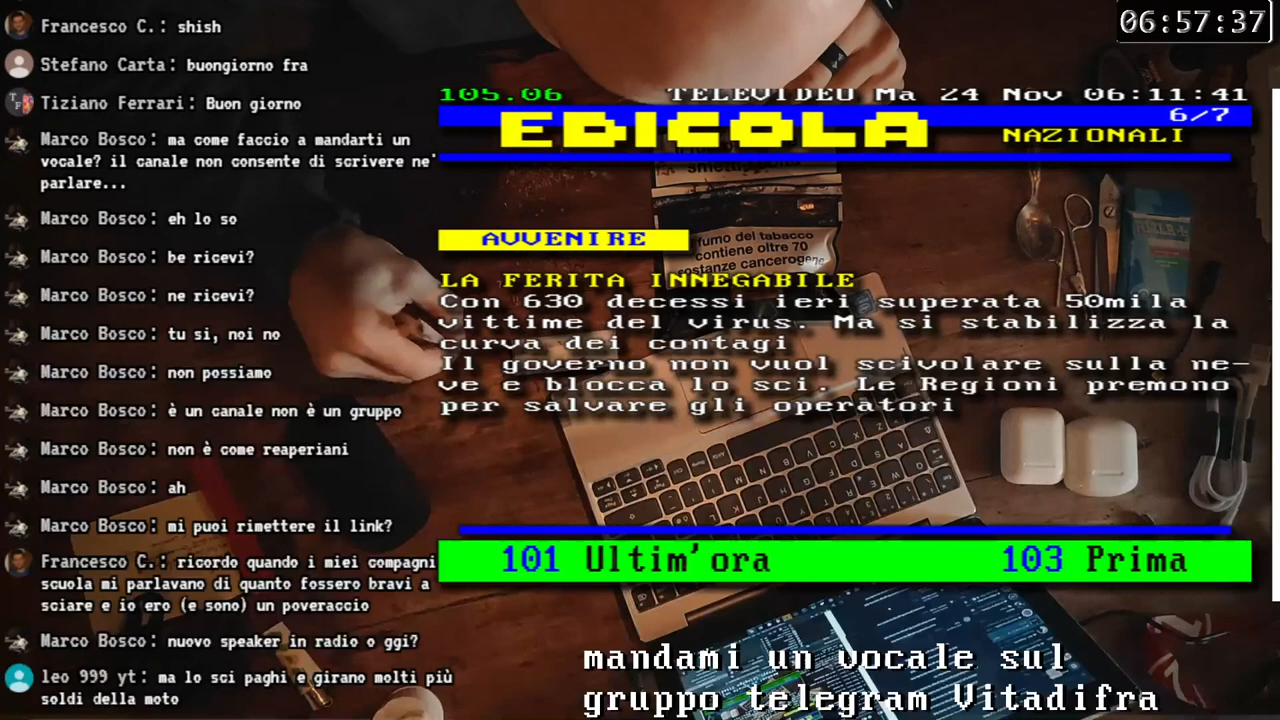 Francesco C.: shish
Stefano Carta: buongiorno fra
Tiziano Ferrari: Buon giorno
Marco Bosco: ma come faccio a mandarti un
vocale? il canale non consente di scrivere ne'
parlare...
Marco Bosco: eh lo so
Marco Bosco: be ricevi?
Marco Bosco: ne ricevi?
Marco Bosco: tu si, noi no
Marco Bosco: non possiamo
Marco Bosco: è un canale non è un gruppo
Marco Bosco: non è come reaperiani
Marco Bosco: ah
Marco Bosco: mi puoi rimettere il link?
Francesco C.: ricordo quando i miei compagni
scuola mi parlavano di quanto fossero bravi a
sciare e io ero (e sono) un poveraccio
Marco Bosco: nuovo speaker in radio o ggi?
leo 999 yt: ma lo sci paghi e girano molti più
soldi della moto
06:57:37
105.06 TELEVIDEO Ma 24 Nov 06:11:41
6/7
EDICOLA
NAZIONALI
AVVENIRE
fumo del tabacco
contiene oltre 70
sostanze cancerogene
LA FERITA INNEGABILE
Con 630 decessi ieri superata 50mila
vittime del virus. Ma si stabilizza la
curva dei contagi
Il governo non vuol scivolare sulla ne-
ve e blocca lo sci. Le Regioni premono
per salvare gli operatori
101 Ultim'ora 103 Prima
mandami un vocale sul
gruppo telegram Vitadifra